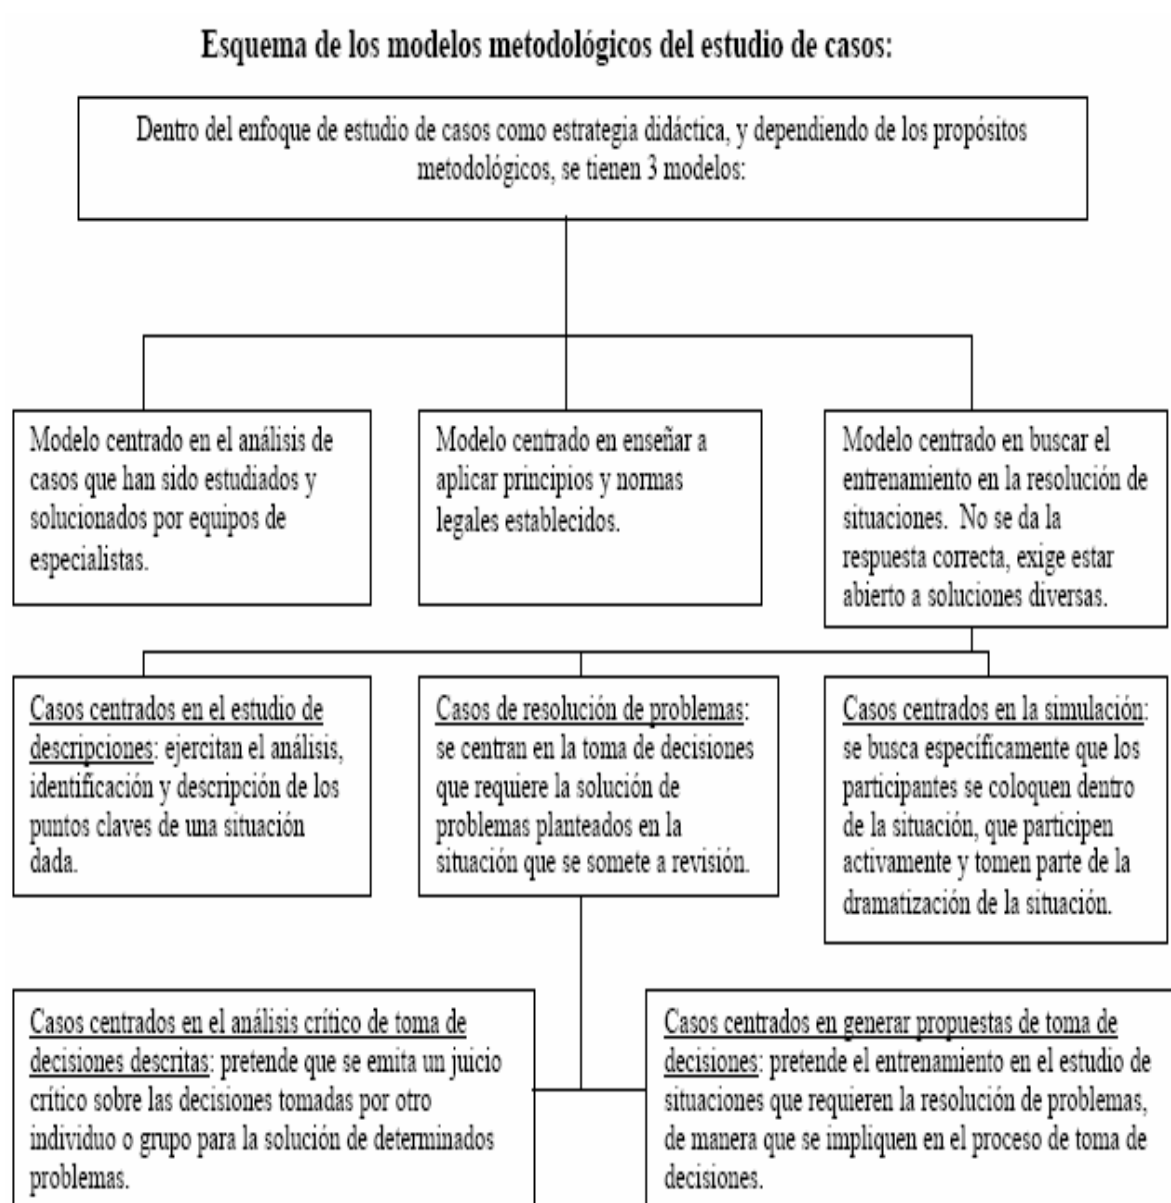 Esquema de los modelos metodológicos del estudio de casos:
Dentro del enfoque de estudio de casos como estrategia didáctica, y dependiendo de los propósitos
metodológicos, se tienen 3 modelos:
Modelo centrado en el análisis de
casos que han sido estudiados y
solucionados por equipos de
especialistas.
Modelo centrado en enseñar a
aplicar principios y normas
legales establecidos.
Modelo centrado en buscar el
entrenamiento en la resolución de
situaciones. No se da la
respuesta correcta, exige estar
abierto a soluciones diversas.
Casos centrados en el estudio de
descripciones: ejercitan el análisis,
identificación y descripción de los
puntos claves de una situación
dada.
Casos de resolución de problemas:
se centran en la toma de decisiones
que requiere la solución de
problemas planteados en la
situación que se somete a revisión.
Casos centrados en la simulación:
se busca específicamente que los
participantes se coloquen dentro
de la situación, que participen
activamente y tomen parte de la
dramatización de la situación.
Casos centrados en el análisis crítico de toma de
decisiones descritas: pretende que se emita un juicio
crítico sobre las decisiones tomadas por otro
individuo o grupo para la solución de determinados
problemas.
Casos centrados en generar propuestas de toma de
decisiones: pretende el entrenamiento en el estudio de
situaciones que requieren la resolución de problemas,
de manera que se impliquen en el proceso de toma de
decisiones.